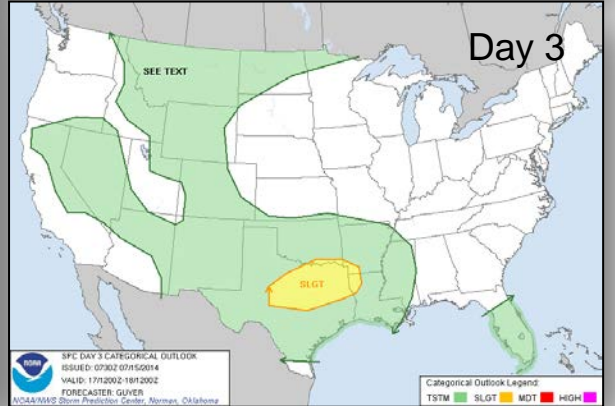 Day 3
SEE TEXT
SLGT
NOAA
SPC DAY 3 CATEGORICAL OUTLOOK
ISSUED: 0730Z 07/15/2014
VALID: 17/1200Z-18/1200Z
FORECASTER: GUYER
NOAA/NWS Storm Prediction Center, Norman, Oklahoma
Categorical Outlook Legend:
TSTM SLGT MDT HIGH